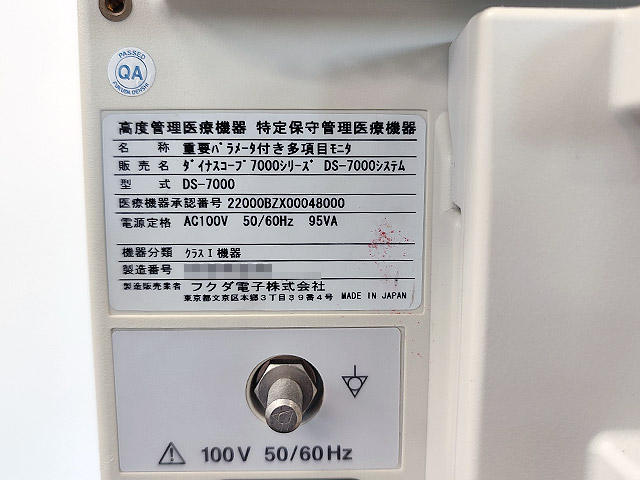 PASSED
QA
FUKUDA DENSHI
高度管理医療機器 特定保守管理医療機器
名 称 重要パラメータ付き多項目モニタ
販 売 名 ダイナスコープ7000シリーズ DS-7000システム
型 式 DS-7000
医療機器承認番号 22000BZX00048000
電源定格 AC100V 50/60Hz 95VA
機器分類 クラスⅠ機器
製造番号
製造販売業者 フクダ電子株式会社
東京都文京区本郷3丁目39番4号 MADE IN JAPAN
100V 50/60Hz